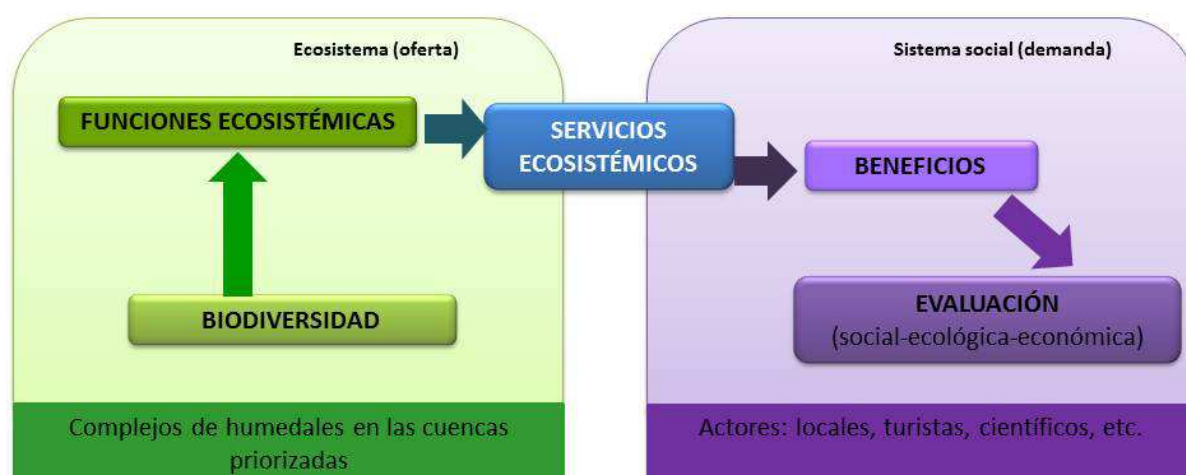 Ecosistema (oferta)
FUNCIONES ECOSISTÉMICAS
BIODIVERSIDAD
Complejos de humedales en las cuencas
priorizadas
SERVICIOS
ECOSISTÉMICOS
Sistema social (demanda)
BENEFICIOS
EVALUACIÓN
(social-ecológica-económica)
Actores: locales, turistas, científicos, etc.